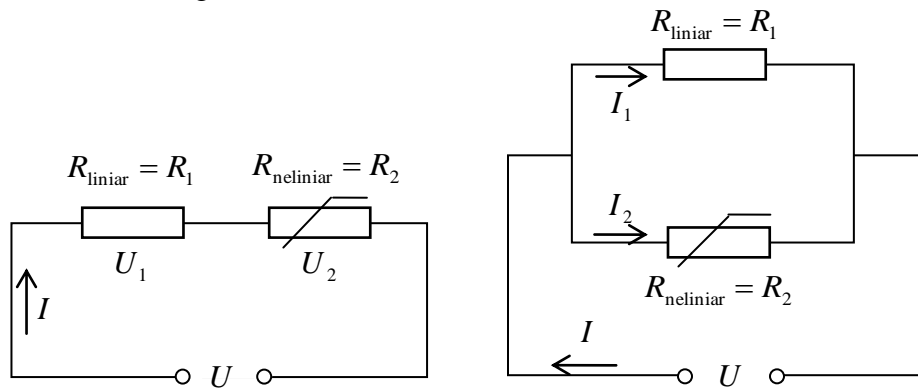 R_liniar = R_1 R_neliniar = R_2
U_1 U_2
I
U
R_liniar = R_1
I_1
I_2
R_neliniar = R_2
I
U